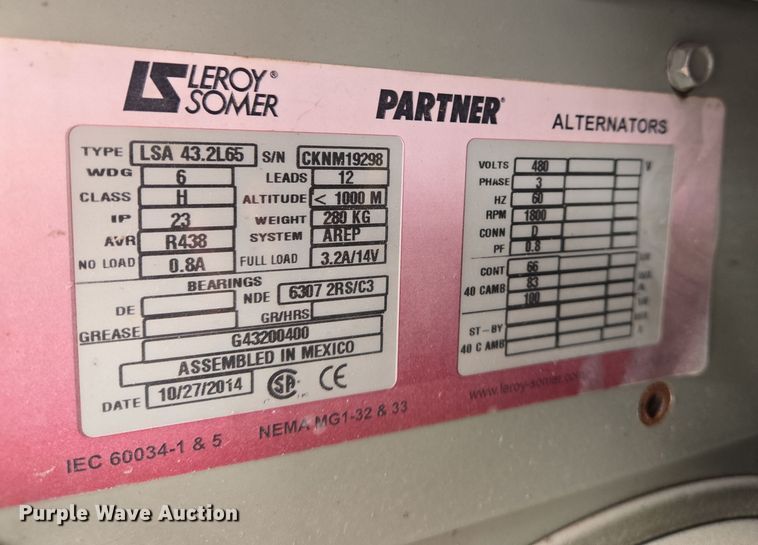 LEROY®
SOMER
PARTNER®
ALTERNATORS
TYPE LSA 43.2L65 S/N CKNM19298
WDG 6 LEADS 12
CLASS H ALTITUDE < 1000 M
IP 23 WEIGHT 280 KG
AVR R438 SYSTEM AREP
NO LOAD 0.8A FULL LOAD 3.2A/14V
BEARINGS
DE NDE 6307 2RS/C3
GREASE GR/HRS
G43200400
ASSEMBLED IN MEXICO
DATE 10/27/2014 CE
VOLTS 480 V
PHASE 3
HZ 60
RPM 1800
CONN D
PF 0.8
CONT 66
40 CAMB 83
100
ST-BY
40 C AMB
www.leroy-somer.com
IEC 60034-1 & 5
NEMA MG1-32 & 33
Purple Wave Auction